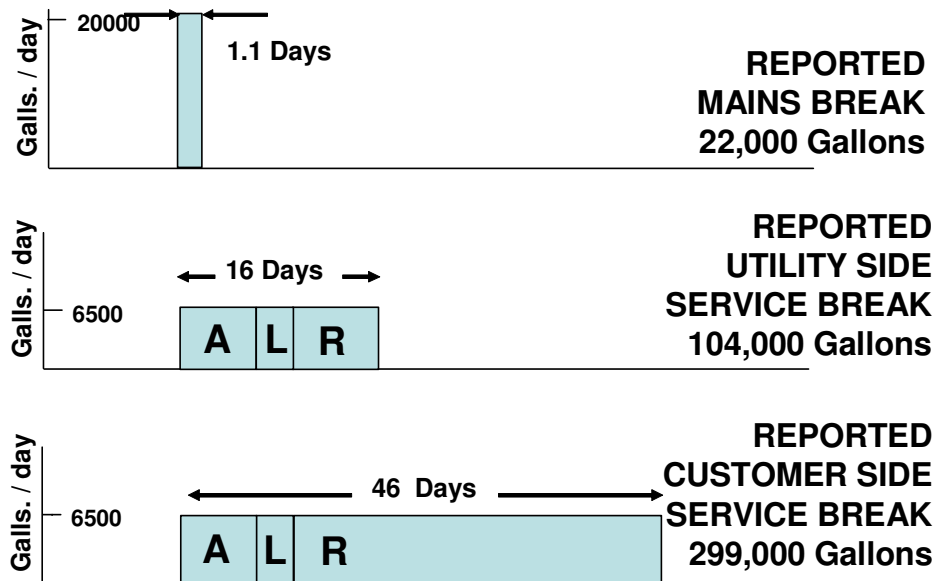 Galls. / day
20000
1.1 Days
REPORTED
MAINS BREAK
22,000 Gallons
Galls. / day
6500
16 Days
A L R
REPORTED
UTILITY SIDE
SERVICE BREAK
104,000 Gallons
Galls. / day
6500
46 Days
A L R
REPORTED
CUSTOMER SIDE
SERVICE BREAK
299,000 Gallons